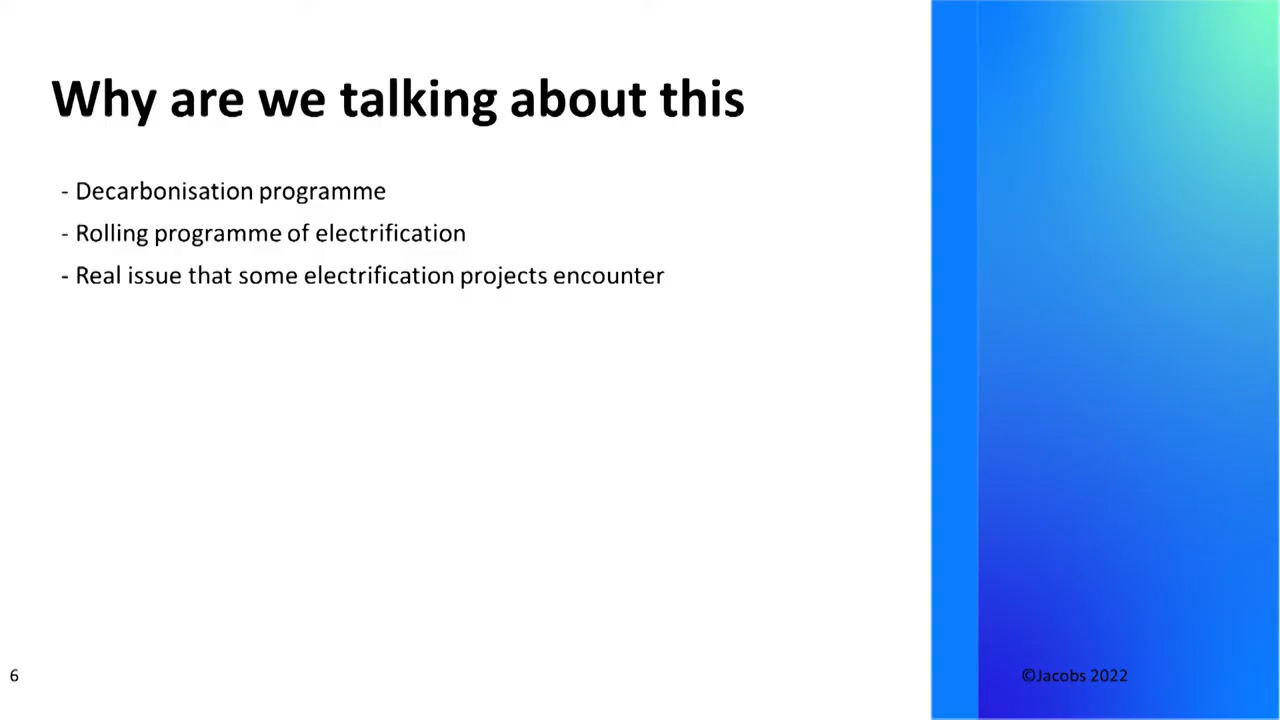 Why are we talking about this
- Decarbonisation programme
- Rolling programme of electrification
- Real issue that some electrification projects encounter
6
©Jacobs 2022